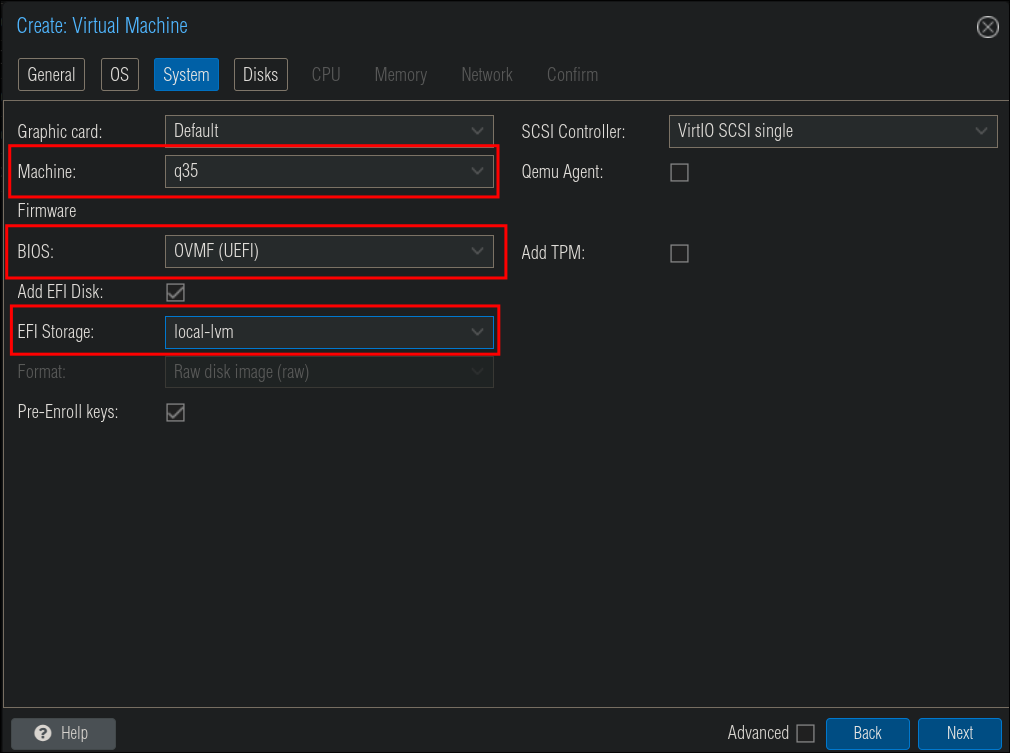 Create: Virtual Machine
General OS System Disks CPU Memory Network Confirm
Graphic card: Default
SCSI Controller: VirtIO SCSI single
Machine: q35
Qemu Agent:
Firmware
BIOS: OVMF (UEFI)
Add TPM:
Add EFI Disk:
EFI Storage: local-lvm
Format: Raw disk image (raw)
Pre-Enroll keys:
? Help
Advanced Back Next